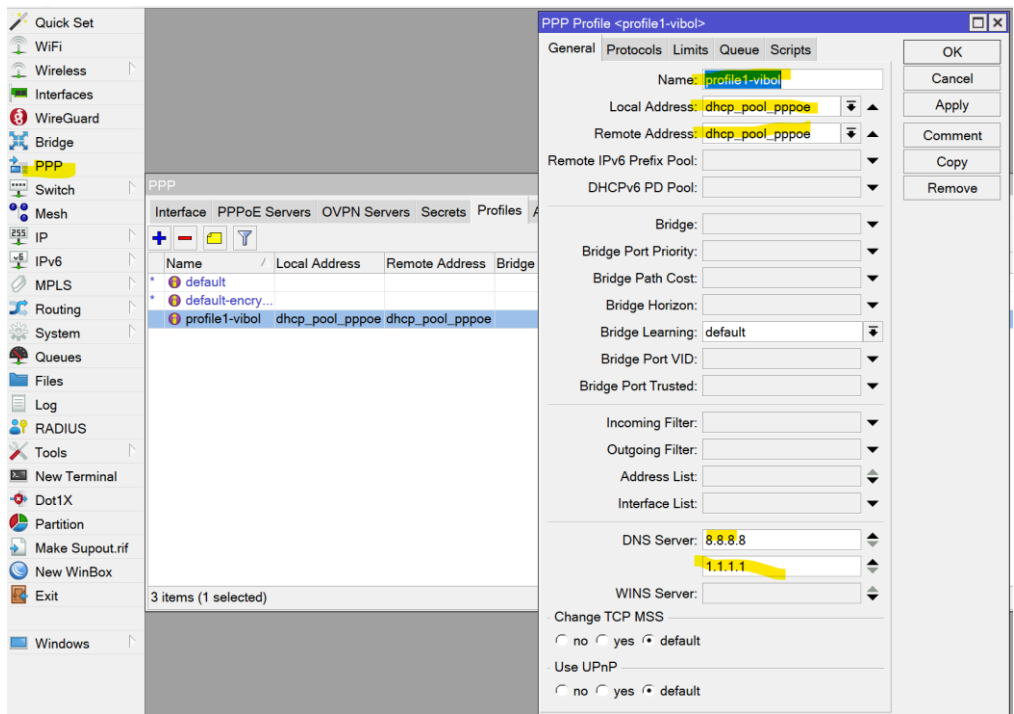 Quick Set
WiFi
Wireless
Interfaces
WireGuard
Bridge
PPP
Switch
Mesh
IP
IPv6
MPLS
Routing
System
Queues
Files
Log
RADIUS
Tools
New Terminal
Dot1X
Partition
Make Supout.rif
New WinBox
Exit
Windows
PPP
Interface PPPoE Servers OVPN Servers Secrets Profiles A
Name / Local Address Remote Address Bridge
* default
* default-encry...
profile1-vibol dhcp_pool_pppoe dhcp_pool_pppoe
3 items (1 selected)
PPP Profile <profile1-vibol>
General Protocols Limits Queue Scripts
Name: profile1-vibol
Local Address: dhcp_pool_pppoe
Remote Address: dhcp_pool_pppoe
Remote IPv6 Prefix Pool:
DHCPv6 PD Pool:
Bridge:
Bridge Port Priority:
Bridge Path Cost:
Bridge Horizon:
Bridge Learning: default
Bridge Port VID:
Bridge Port Trusted:
Incoming Filter:
Outgoing Filter:
Address List:
Interface List:
DNS Server: 8.8.8.8
1.1.1.1
WINS Server:
Change TCP MSS
no yes default
Use UPnP
no yes default
OK
Cancel
Apply
Comment
Copy
Remove